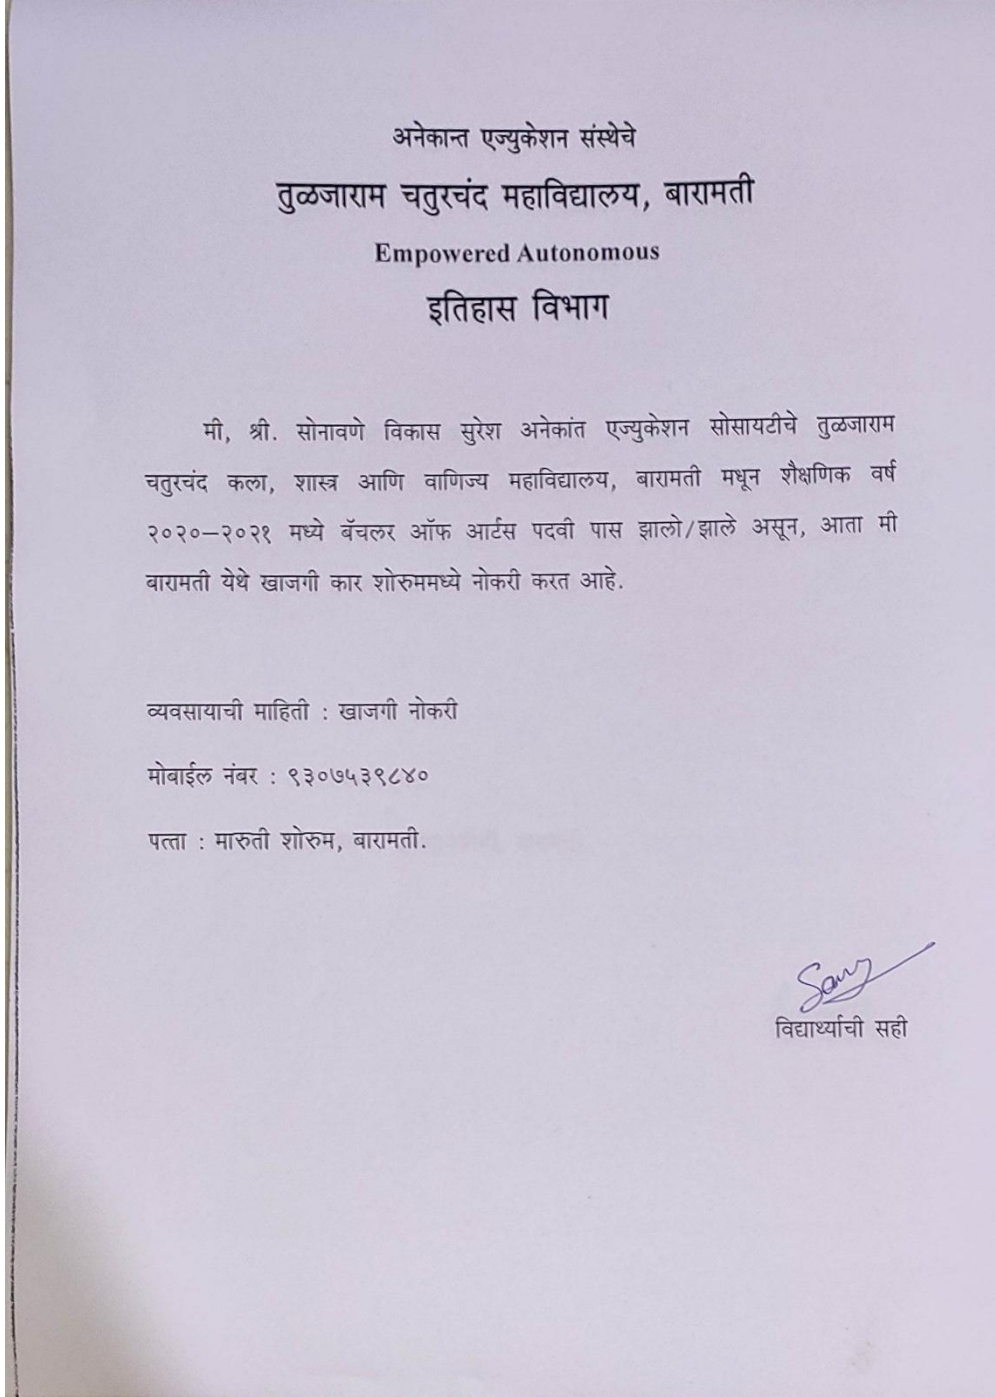 अनेकान्त एज्युकेशन संस्थेचे
तुळजाराम चतुरचंद महाविद्यालय, बारामती
Empowered Autonomous
इतिहास विभाग
मी, श्री. सोनावणे विकास सुरेश अनेकांत एज्युकेशन सोसायटीचे तुळजाराम
चतुरचंद कला, शास्त्र आणि वाणिज्य महाविद्यालय, बारामती मधून शैक्षणिक वर्ष
२०२०–२०२१ मध्ये बॅचलर ऑफ आर्टस पदवी पास झालो/झाले असून, आता मी
बारामती येथे खाजगी कार शोरुममध्ये नोकरी करत आहे.
व्यवसायाची माहिती : खाजगी नोकरी
मोबाईल नंबर : ९३०७५३९८४०
पत्ता : मारुती शोरुम, बारामती.
विद्यार्थ्याची सही